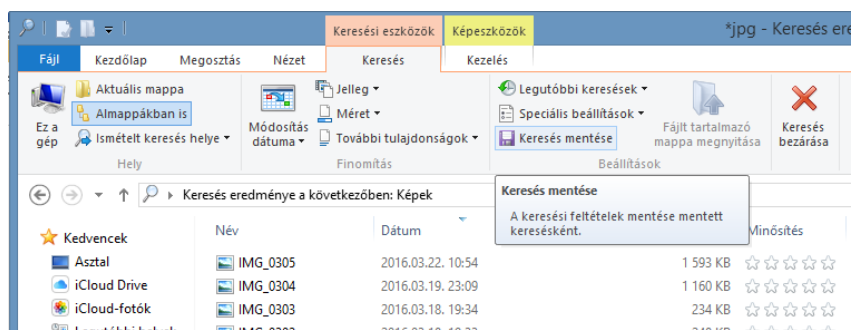 Keresési eszközök Képeszközök *jpg - Keresés ere
Fájl Kezdőlap Megosztás Nézet Keresés Kezelés
Ez a gép
Aktuális mappa
Almappákban is
Ismételt keresés helye
Hely
Módosítás dátuma
Jelleg
Méret
További tulajdonságok
Finomítás
Legutóbbi keresések
Speciális beállítások
Keresés mentése
Fájlt tartalmazó mappa megnyitása
Beállítások
Keresés bezárása
Keresés eredménye a következőben: Képek
Keresés mentése
A keresési feltételek mentése mentett
keresésként.
Név Dátum Minősítés
Kedvencek
Asztal
iCloud Drive
iCloud-fotók
IMG_0305 2016.03.22. 10:54 1 593 KB
IMG_0304 2016.03.19. 23:09 1 160 KB
IMG_0303 2016.03.18. 19:34 234 KB